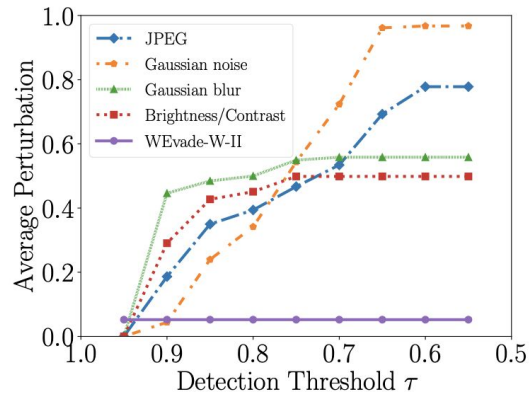 1.0
0.8
0.6
0.4
0.2
0.0
Average Perturbation
JPEG
Gaussian noise
Gaussian blur
Brightness/Contrast
WEvade-W-II
1.0 0.9 0.8 0.7 0.6 0.5
Detection Threshold τ